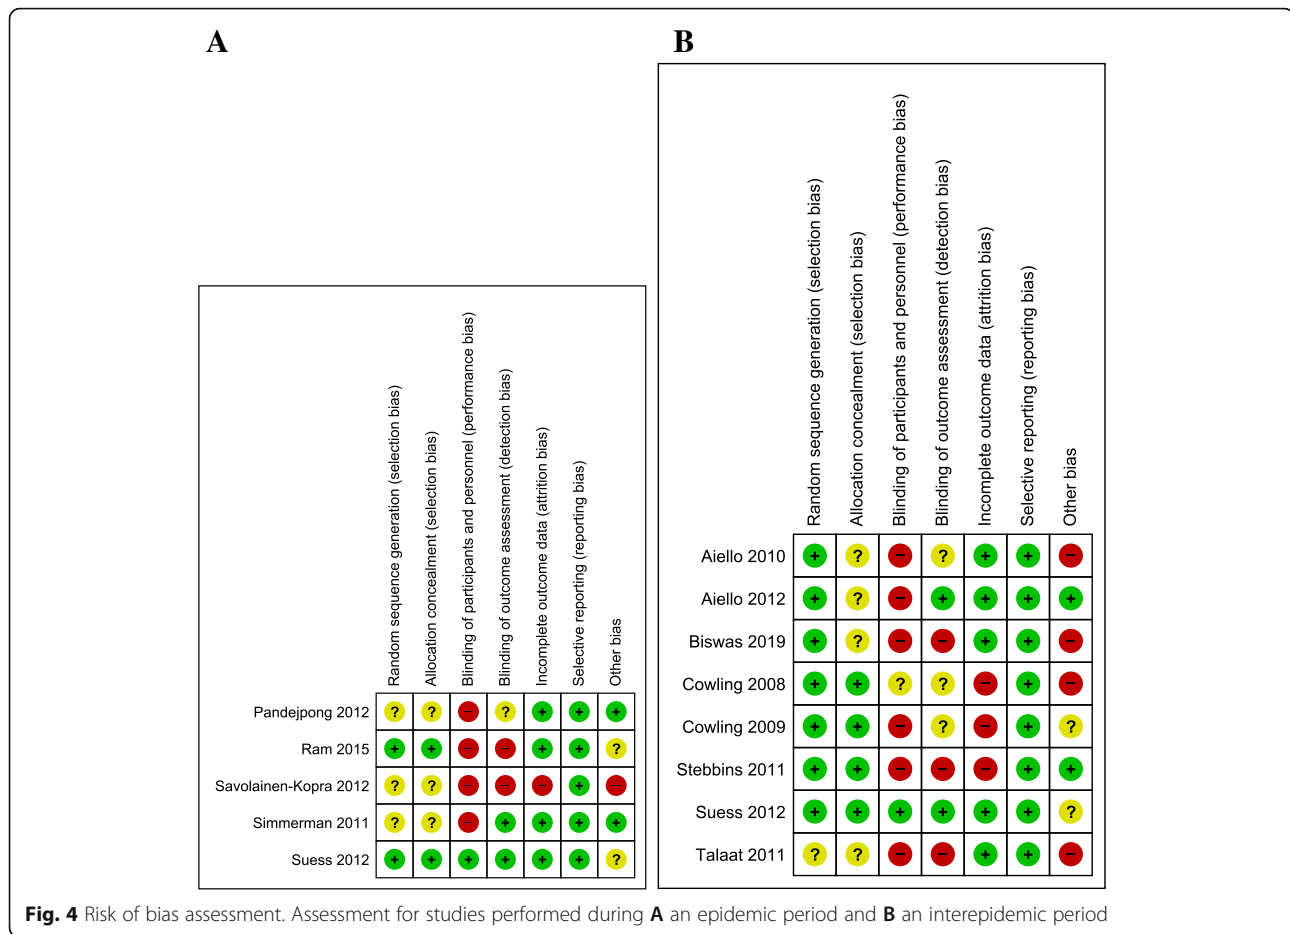 A
Random sequence generation (selection bias)
Allocation concealment (selection bias)
Blinding of participants and personnel (performance bias)
Blinding of outcome assessment (detection bias)
Incomplete outcome data (attrition bias)
Selective reporting (reporting bias)
Other bias
Pandejpong 2012 ? ? − ? + + +
Ram 2015 + + − − + + ?
Savolainen-Kopra 2012 ? ? − − − + −
Simmerman 2011 ? ? − + + + +
Suess 2012 + + + + + + ?
B
Random sequence generation (selection bias)
Allocation concealment (selection bias)
Blinding of participants and personnel (performance bias)
Blinding of outcome assessment (detection bias)
Incomplete outcome data (attrition bias)
Selective reporting (reporting bias)
Other bias
Aiello 2010 + ? − ? + + −
Aiello 2012 + ? − + + + +
Biswas 2019 + ? − − + + −
Cowling 2008 + + ? ? − + −
Cowling 2009 + + − ? − + ?
Stebbins 2011 + + − − − + +
Suess 2012 + + + + + + ?
Talaat 2011 ? ? − − + + −
Fig. 4 Risk of bias assessment. Assessment for studies performed during A an epidemic period and B an interepidemic period